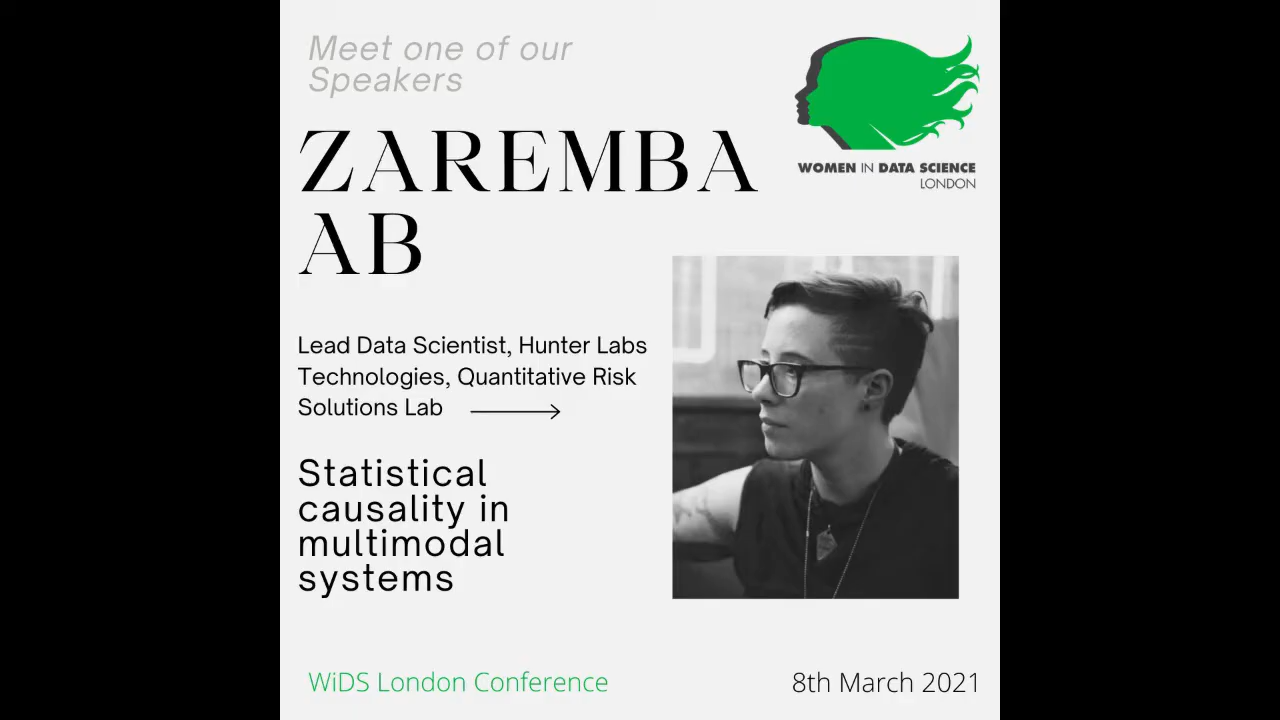 Meet one of our
Speakers
ZAREMBA
AB
WOMEN IN DATA SCIENCE
LONDON
Lead Data Scientist, Hunter Labs
Technologies, Quantitative Risk
Solutions Lab
Statistical
causality in
multimodal
systems
WiDS London Conference
8th March 2021